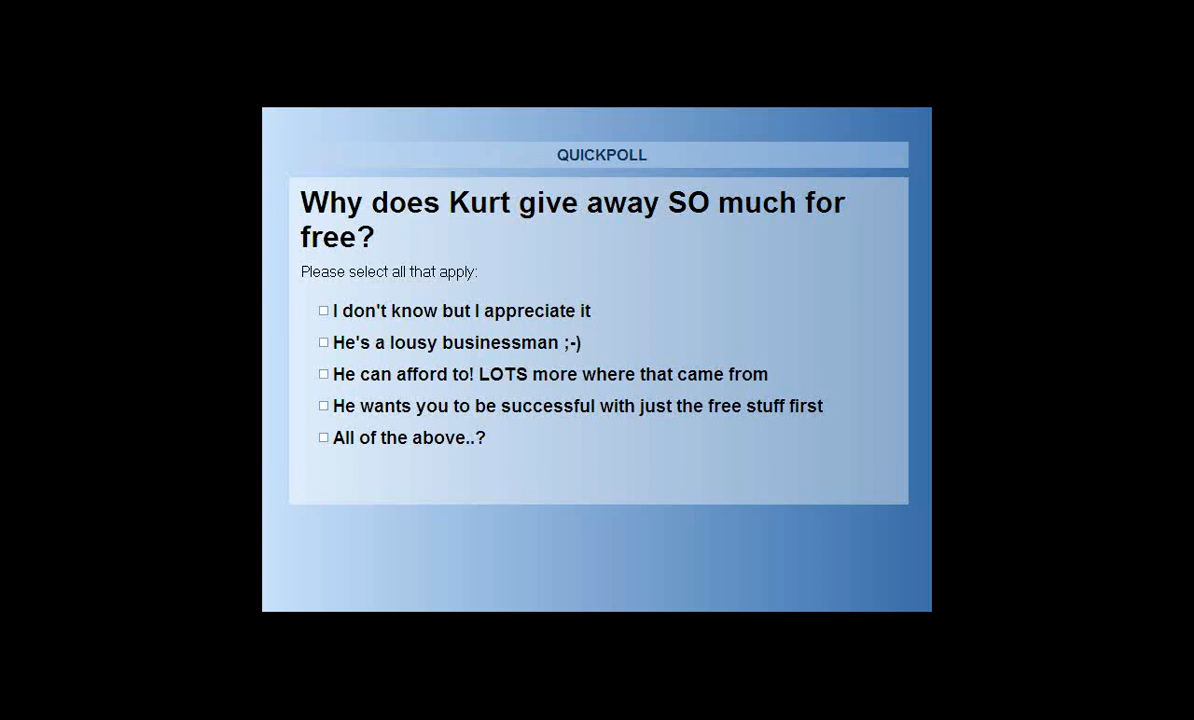 QUICKPOLL
Why does Kurt give away SO much for
free?
Please select all that apply:
I don't know but I appreciate it
He's a lousy businessman ;-)
He can afford to! LOTS more where that came from
He wants you to be successful with just the free stuff first
All of the above..?